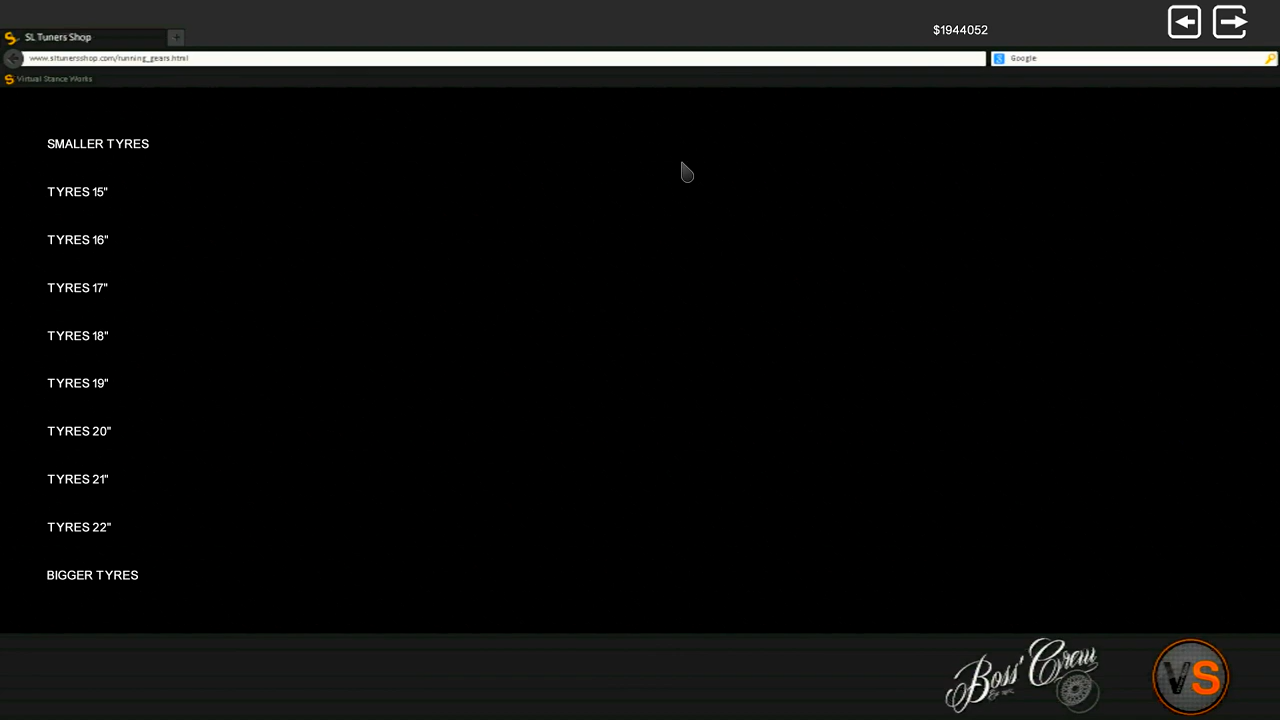 SL Tuners Shop
+
$1944052
www.sltunersshop.com/running_gears.html
Google
Virtual Stance Works
SMALLER TYRES
TYRES 15"
TYRES 16"
TYRES 17"
TYRES 18"
TYRES 19"
TYRES 20"
TYRES 21"
TYRES 22"
BIGGER TYRES
Boss' Crew
VS